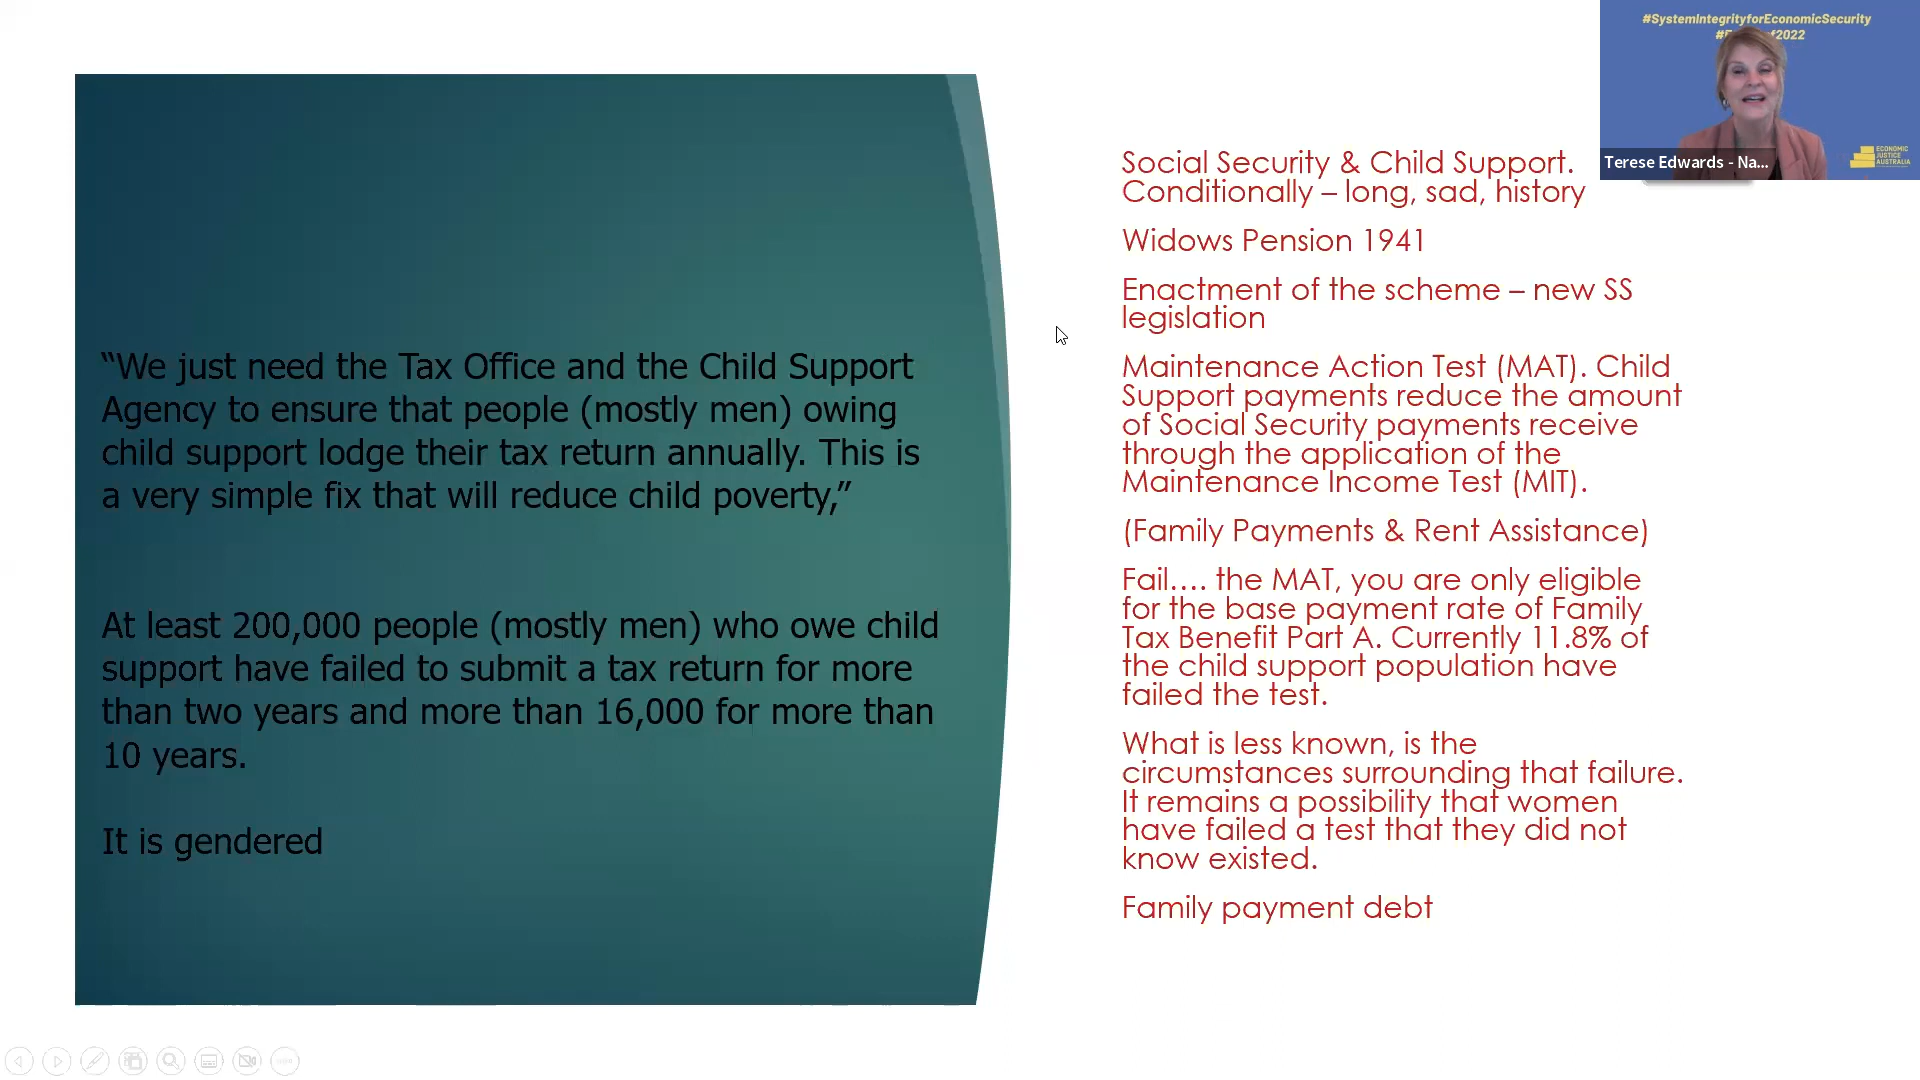 #SystemIntegrityforEconomicSecurity
2022
Terese Edwards - Na...
ECONOMIC
JUSTICE
AUSTRALIA
“We just need the Tax Office and the Child Support
Agency to ensure that people (mostly men) owing
child support lodge their tax return annually. This is
a very simple fix that will reduce child poverty,”
At least 200,000 people (mostly men) who owe child
support have failed to submit a tax return for more
than two years and more than 16,000 for more than
10 years.
It is gendered
Social Security & Child Support.
Conditionally – long, sad, history
Widows Pension 1941
Enactment of the scheme – new SS
legislation
Maintenance Action Test (MAT). Child
Support payments reduce the amount
of Social Security payments receive
through the application of the
Maintenance Income Test (MIT).
(Family Payments & Rent Assistance)
Fail.... the MAT, you are only eligible
for the base payment rate of Family
Tax Benefit Part A. Currently 11.8% of
the child support population have
failed the test.
What is less known, is the
circumstances surrounding that failure.
It remains a possibility that women
have failed a test that they did not
know existed.
Family payment debt